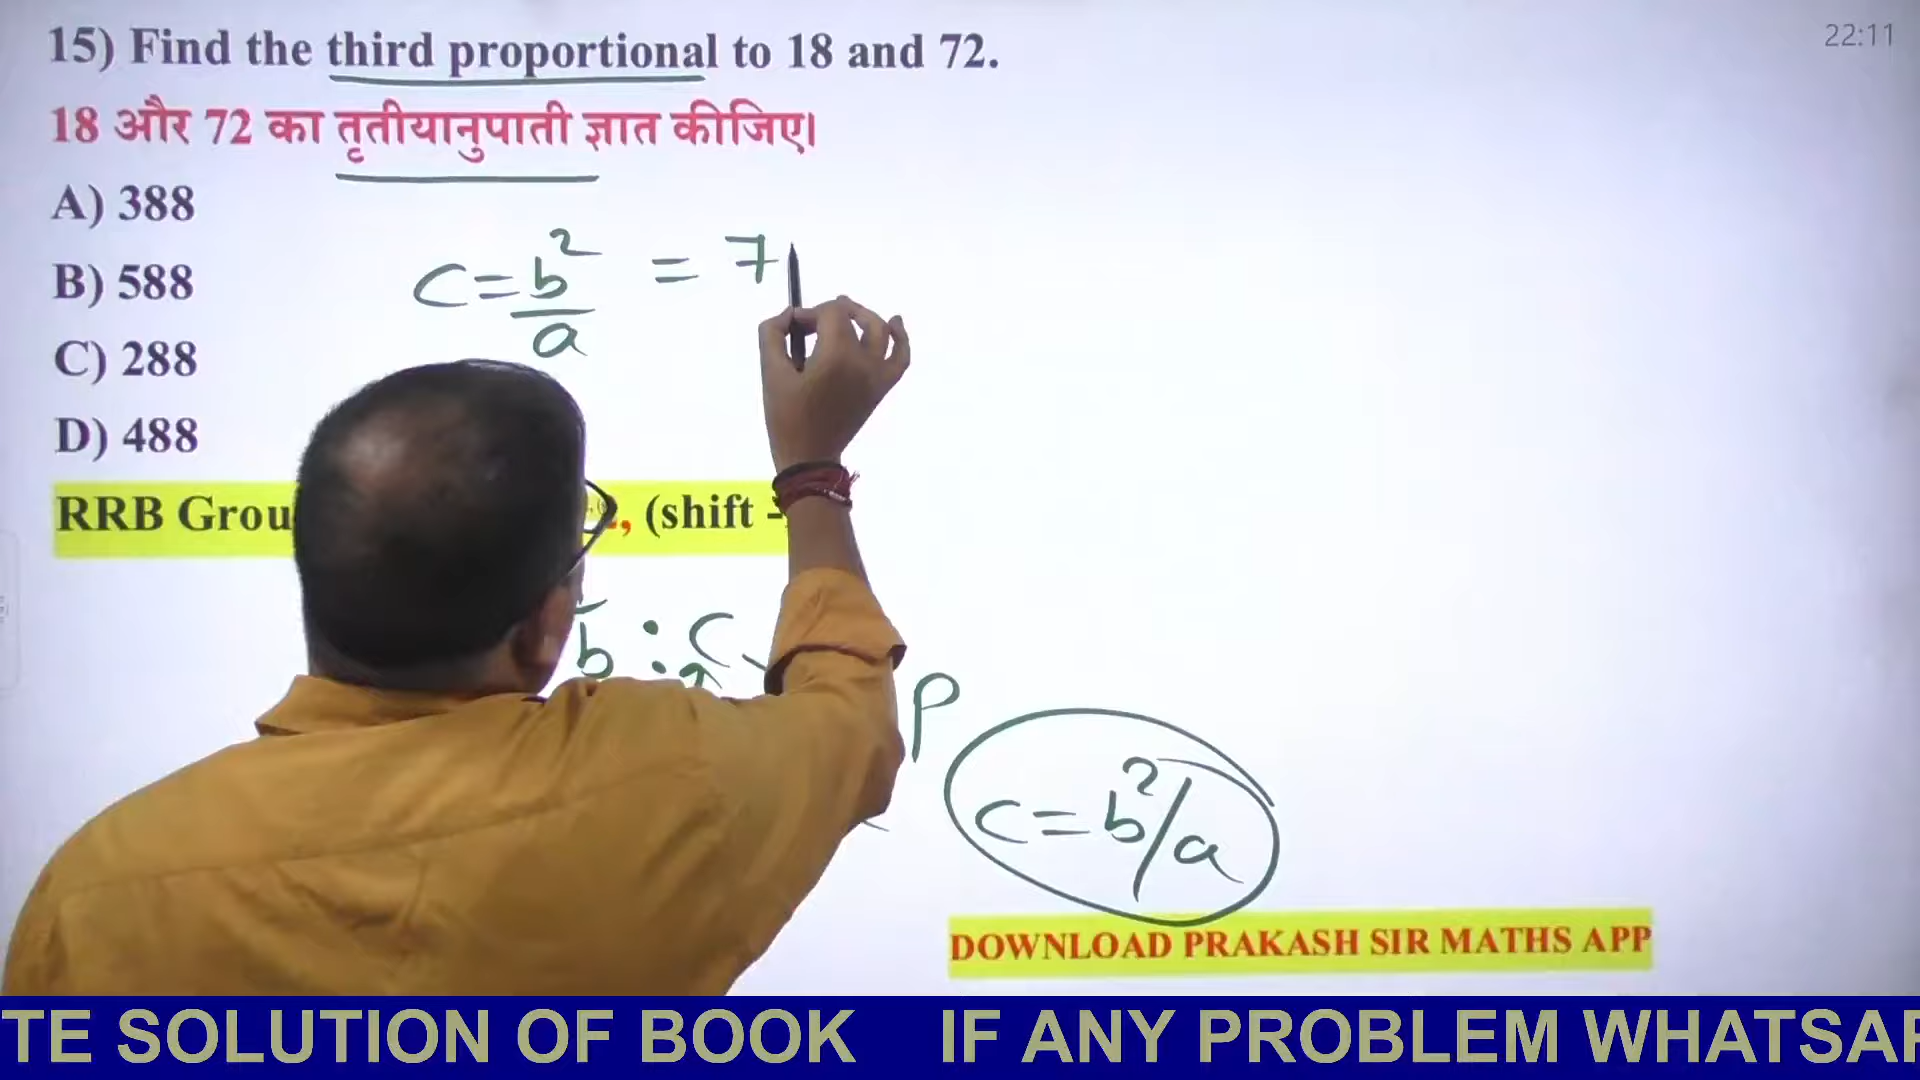 15) Find the third proportional to 18 and 72.
22:11
18 और 72 का तृतीयानुपाती ज्ञात कीजिए।
A) 388
B) 588
C) 288
D) 488
c = b²/a = 7
RRB Grou , (shift -
b : c
P
c = b²/a
DOWNLOAD PRAKASH SIR MATHS APP
TE SOLUTION OF BOOK IF ANY PROBLEM WHATSAP